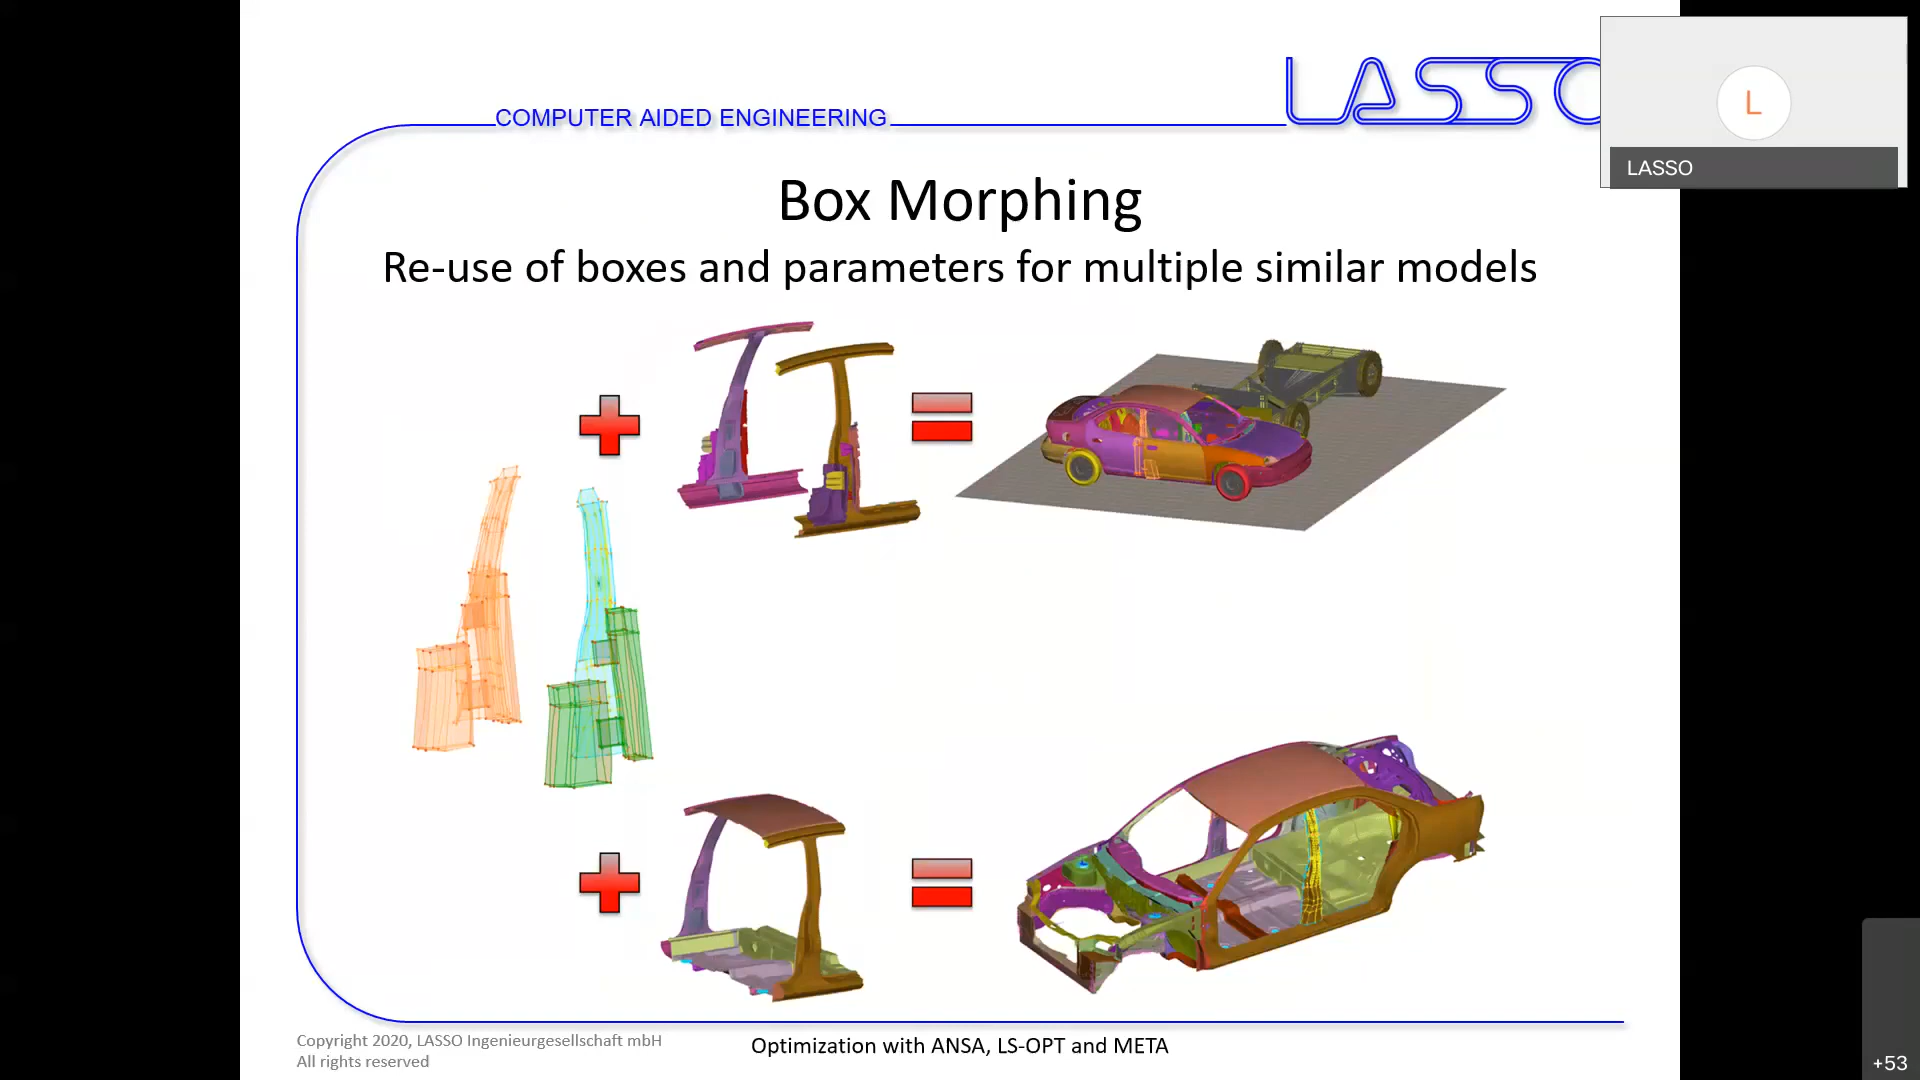 COMPUTER AIDED ENGINEERING
LASSO
L
LASSO
Box Morphing
Re-use of boxes and parameters for multiple similar models
Copyright 2020, LASSO Ingenieurgesellschaft mbH
All rights reserved
Optimization with ANSA, LS-OPT and META
+53